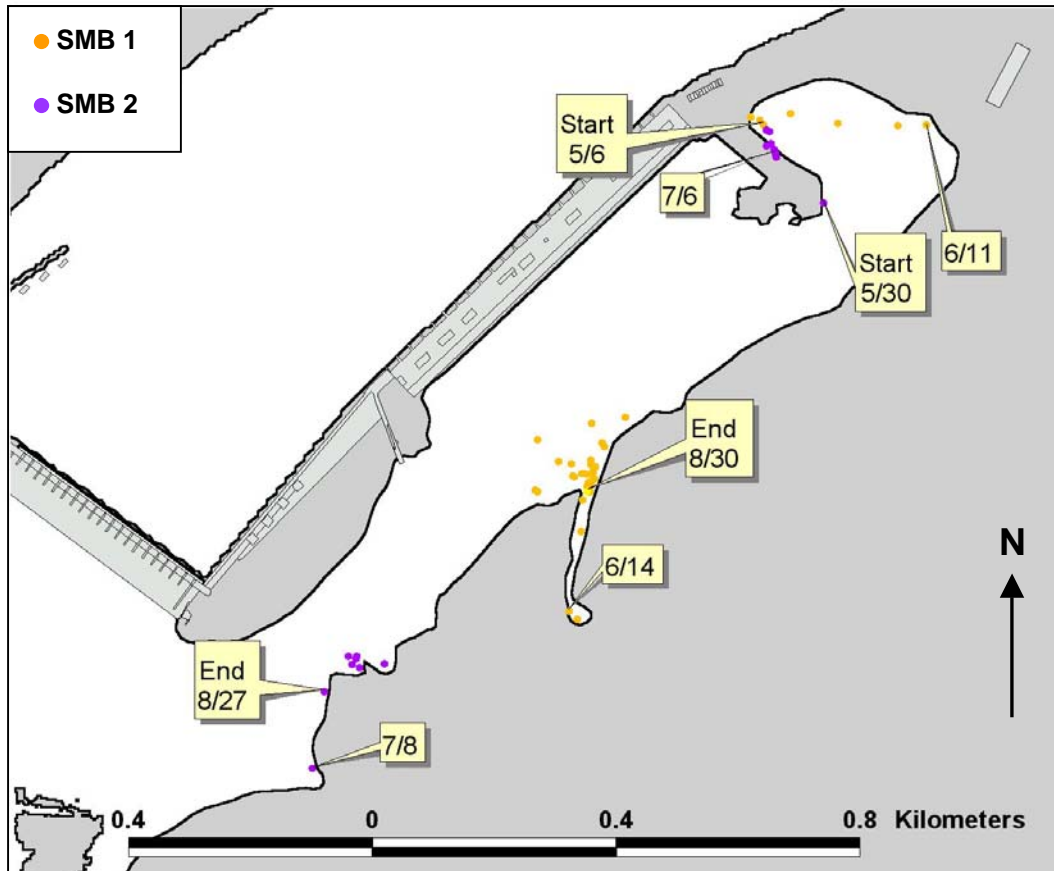 SMB 1
SMB 2
Start
5/6
7/6
6/11
Start
5/30
End
8/30
N
6/14
End
8/27
7/8
0.4 0 0.4 0.8 Kilometers